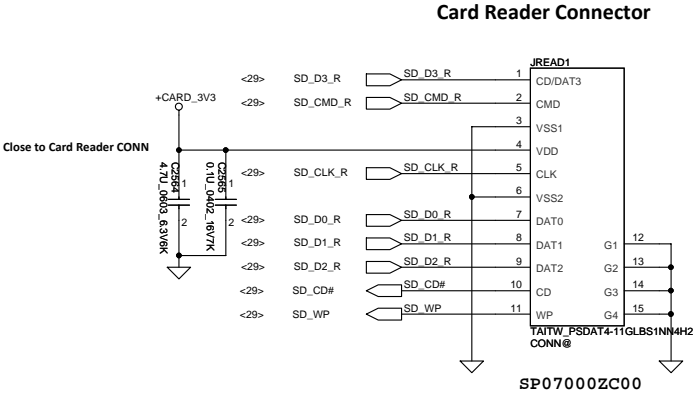 Card Reader Connector
JREAD1
<29> SD_D3_R SD_D3_R 1 CD/DAT3
+CARD_3V3
<29> SD_CMD_R SD_CMD_R 2 CMD
3 VSS1
Close to Card Reader CONN
4 VDD
C2564
4.7U_0603_6.3V6K
1
2
C2565
0.1U_0402_16V7K
1
2
<29> SD_CLK_R SD_CLK_R 5 CLK
6 VSS2
<29> SD_D0_R SD_D0_R 7 DAT0
<29> SD_D1_R SD_D1_R 8 DAT1 G1 12
<29> SD_D2_R SD_D2_R 9 DAT2 G2 13
<29> SD_CD# SD_CD# 10 CD G3 14
<29> SD_WP SD_WP 11 WP G4 15
TAITW_PSDAT4-11GLBS1NN4H2
CONN@
SP07000ZC00